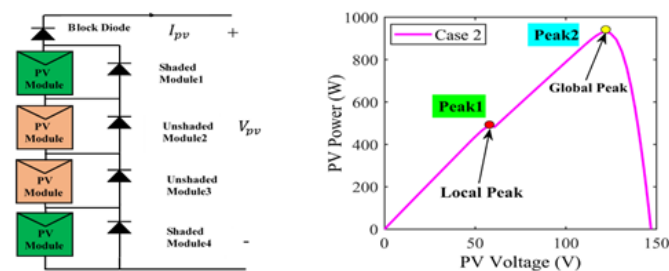 Block Diode
I_pv
+
PV
Module
Shaded
Module1
PV
Module
Unshaded
Module2
V_pv
PV
Module
Unshaded
Module3
PV
Module
Shaded
Module4
-
1000
800
600
400
200
0
PV Power (W)
Case 2
Peak2
Global Peak
Peak1
Local Peak
0
50
100
150
PV Voltage (V)